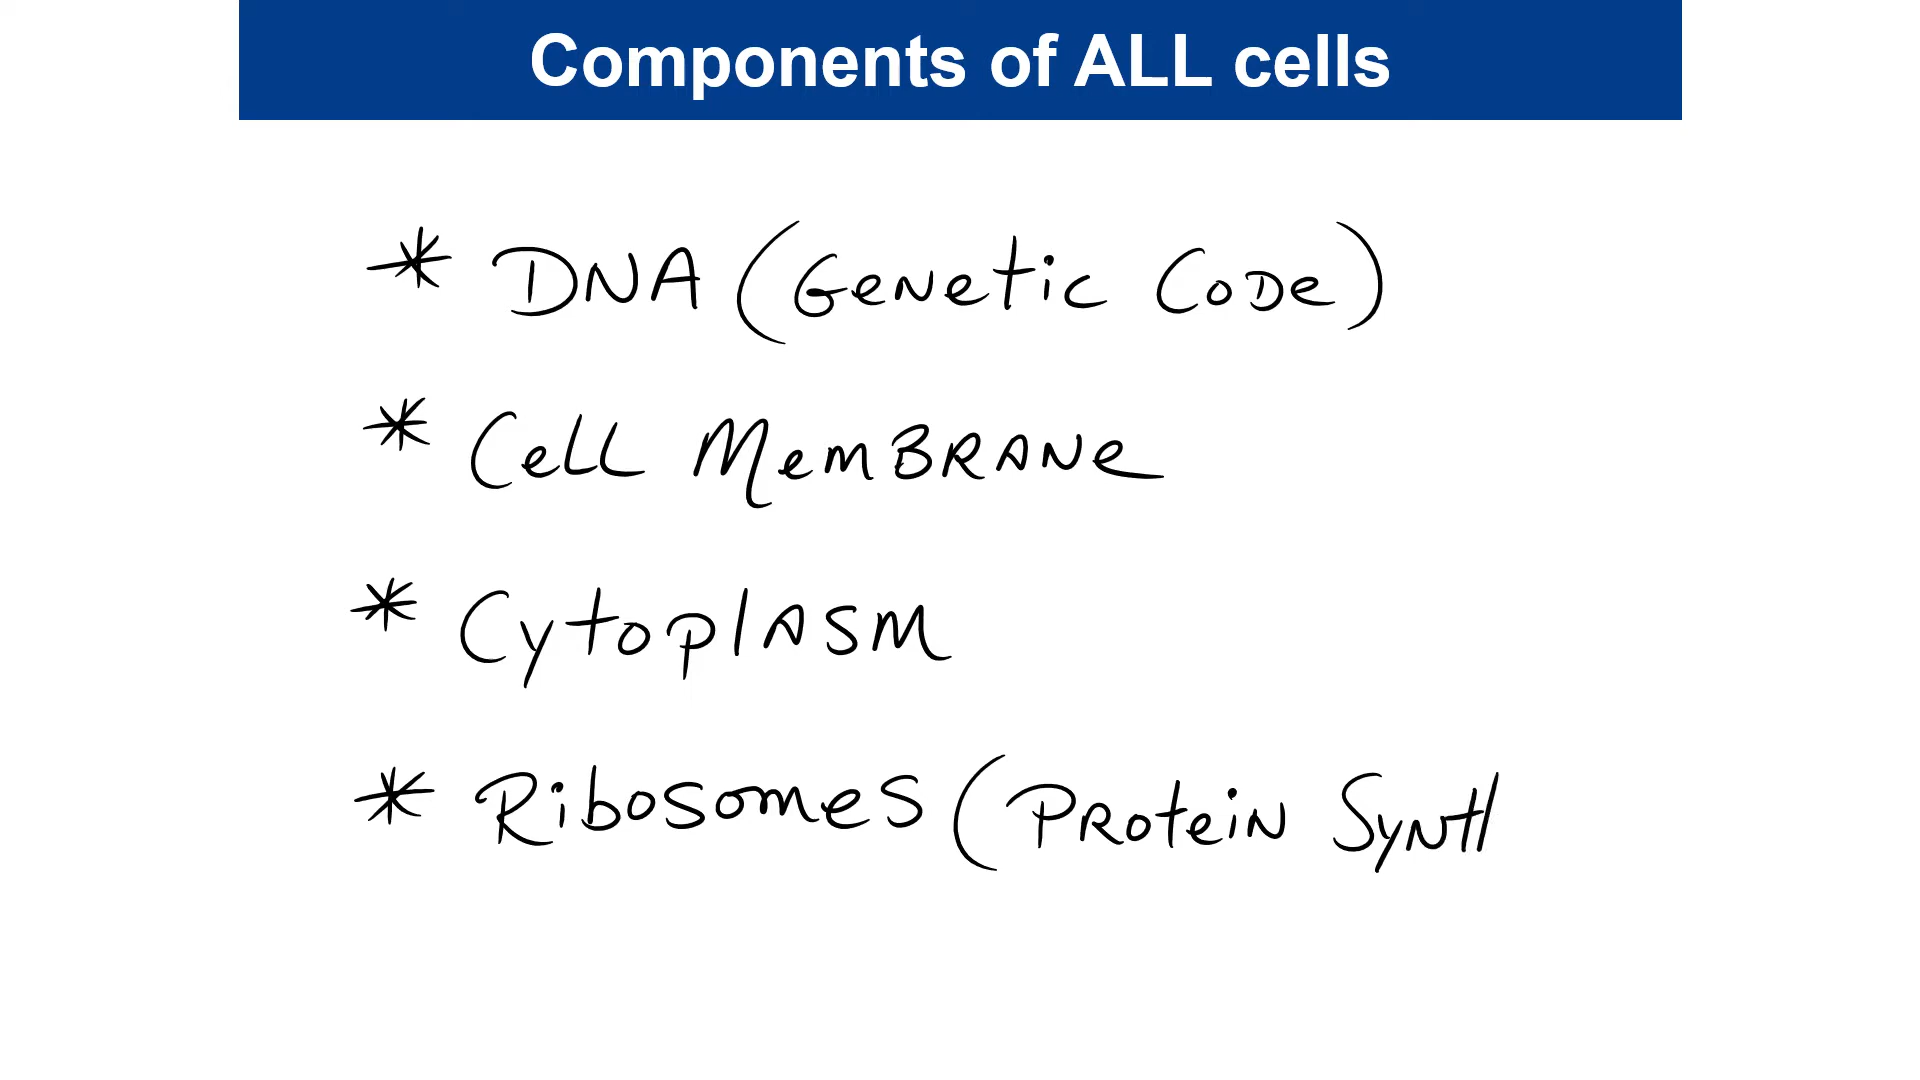 Components of ALL cells
* DNA (Genetic Code)
* Cell Membrane
* Cytoplasm
* Ribosomes (Protein Synth